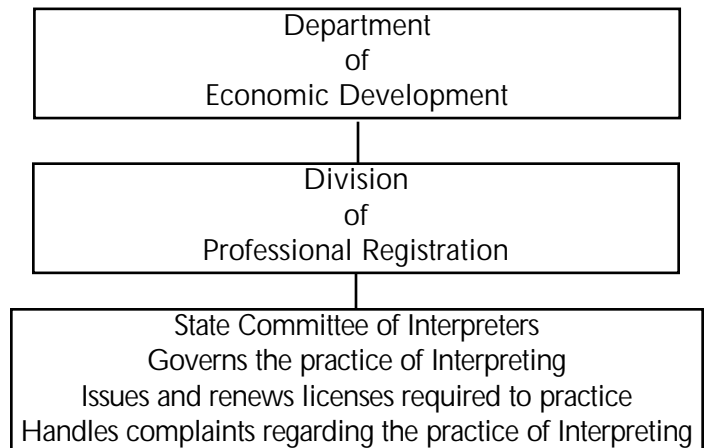 Department
of
Economic Development
Division
of
Professional Registration
State Committee of Interpreters
Governs the practice of Interpreting
Issues and renews licenses required to practice
Handles complaints regarding the practice of Interpreting